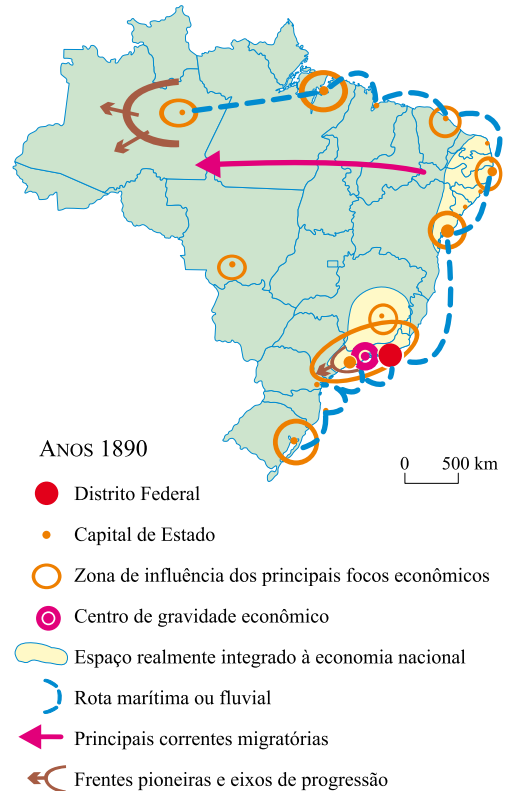 ANOS 1890
0 500 km
Distrito Federal
Capital de Estado
Zona de influência dos principais focos econômicos
Centro de gravidade econômico
Espaço realmente integrado à economia nacional
Rota marítima ou fluvial
Principais correntes migratórias
Frentes pioneiras e eixos de progressão